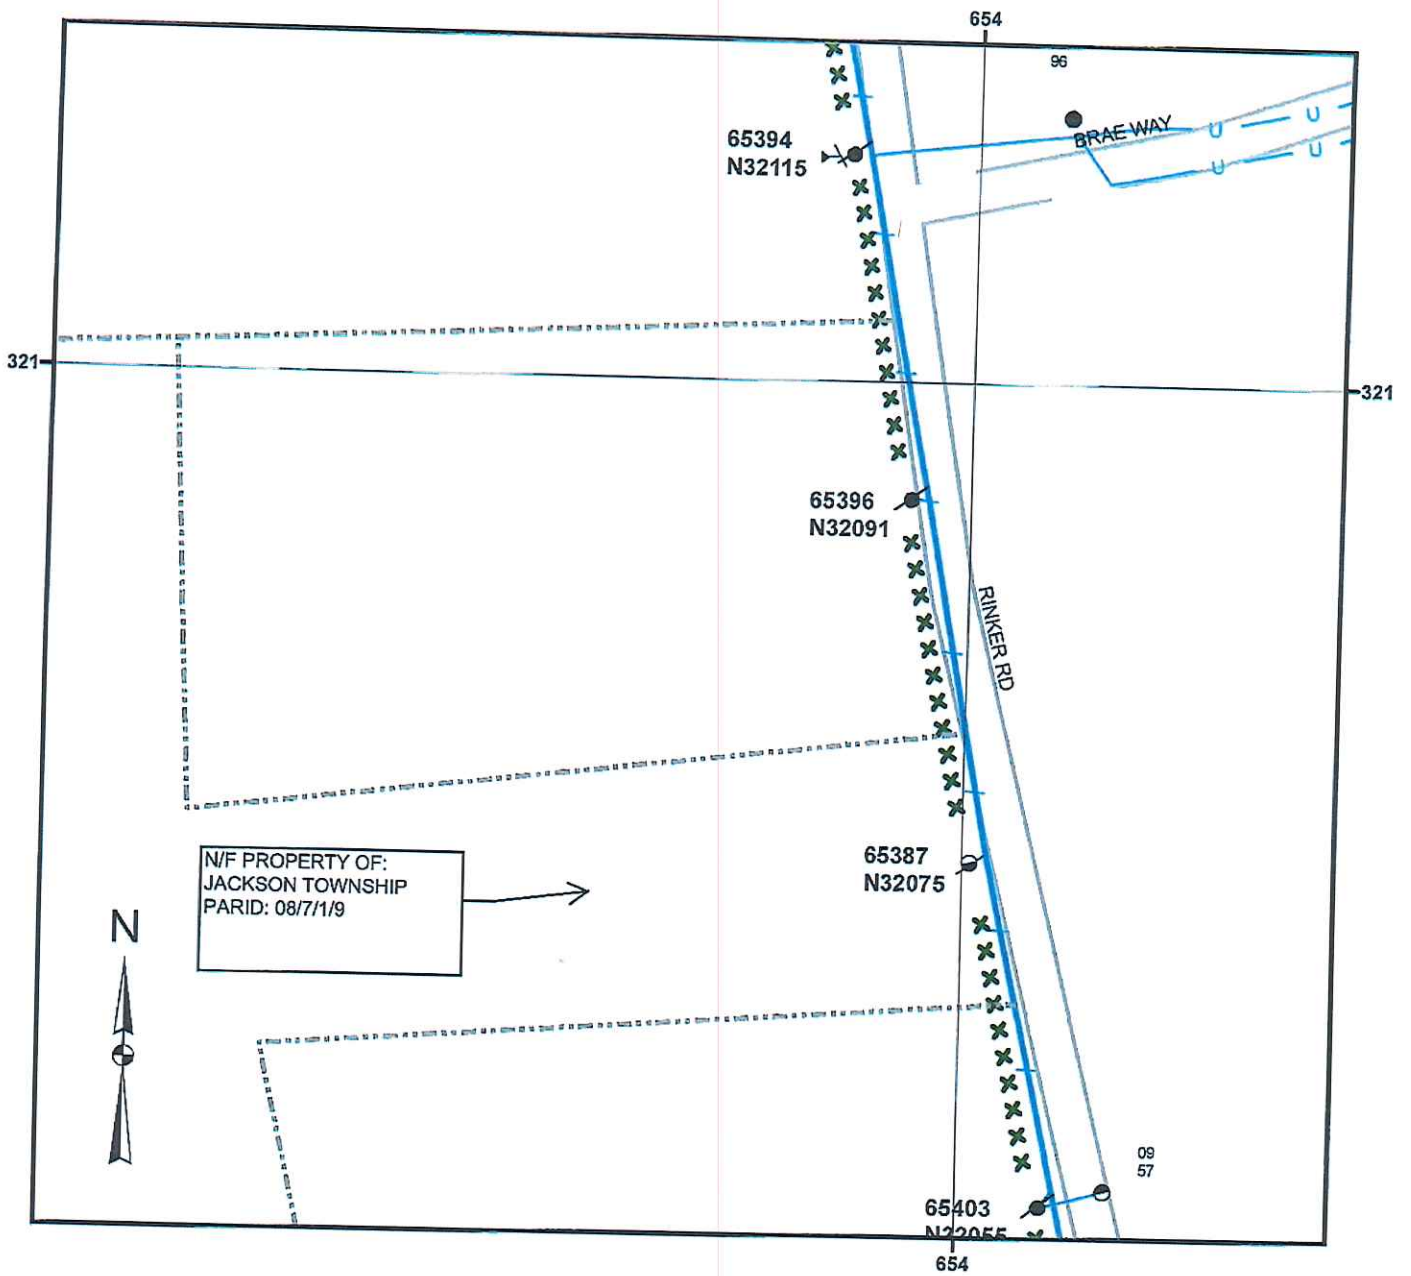 654
96
BRAE WAY
65394
N32115
U U
U U
321
321
65396
N32091
RINKER RD
65387
N32075
N/F PROPERTY OF:
JACKSON TOWNSHIP
PARID: 08/7/1/9
N
09
57
65403
N32055
654